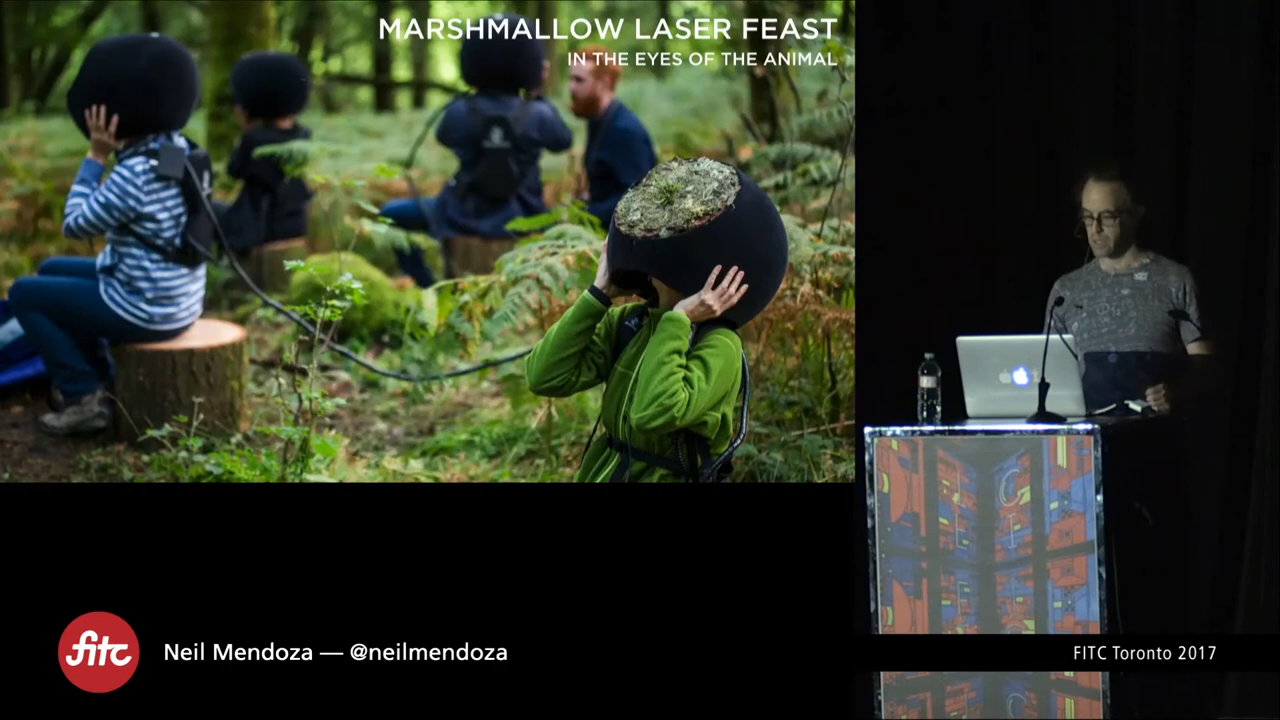 MARSHMALLOW LASER FEAST
IN THE EYES OF THE ANIMAL
fitc
Neil Mendoza — @neilmendoza
FITC Toronto 2017